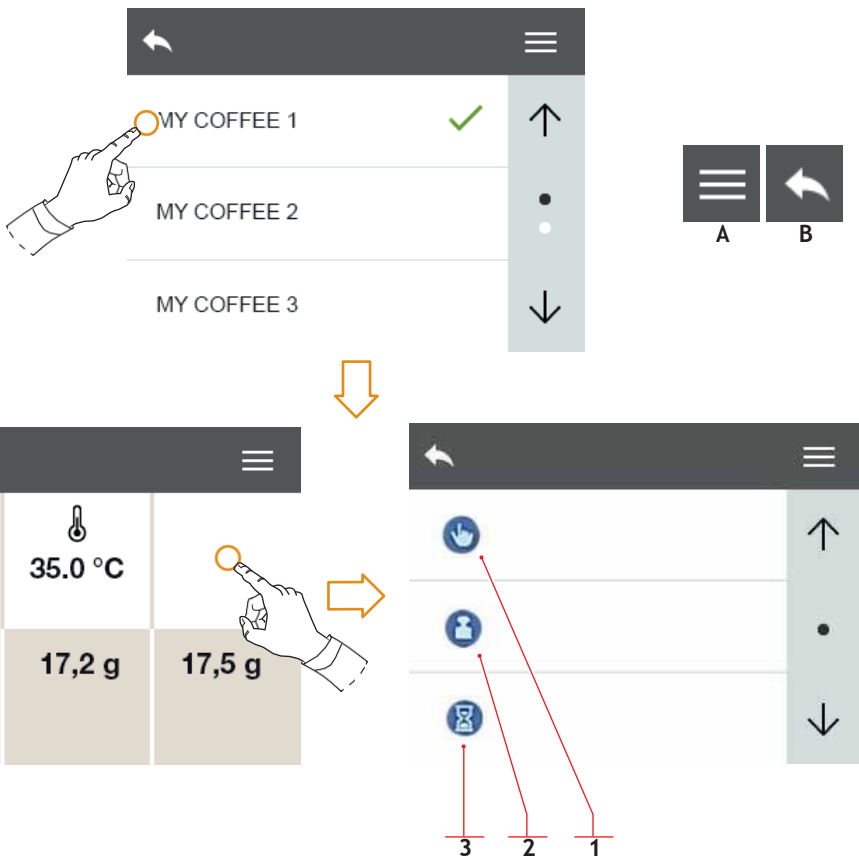 MY COFFEE 1
MY COFFEE 2
MY COFFEE 3
A
B
35.0 °C
17,2 g
17,5 g
3
2
1